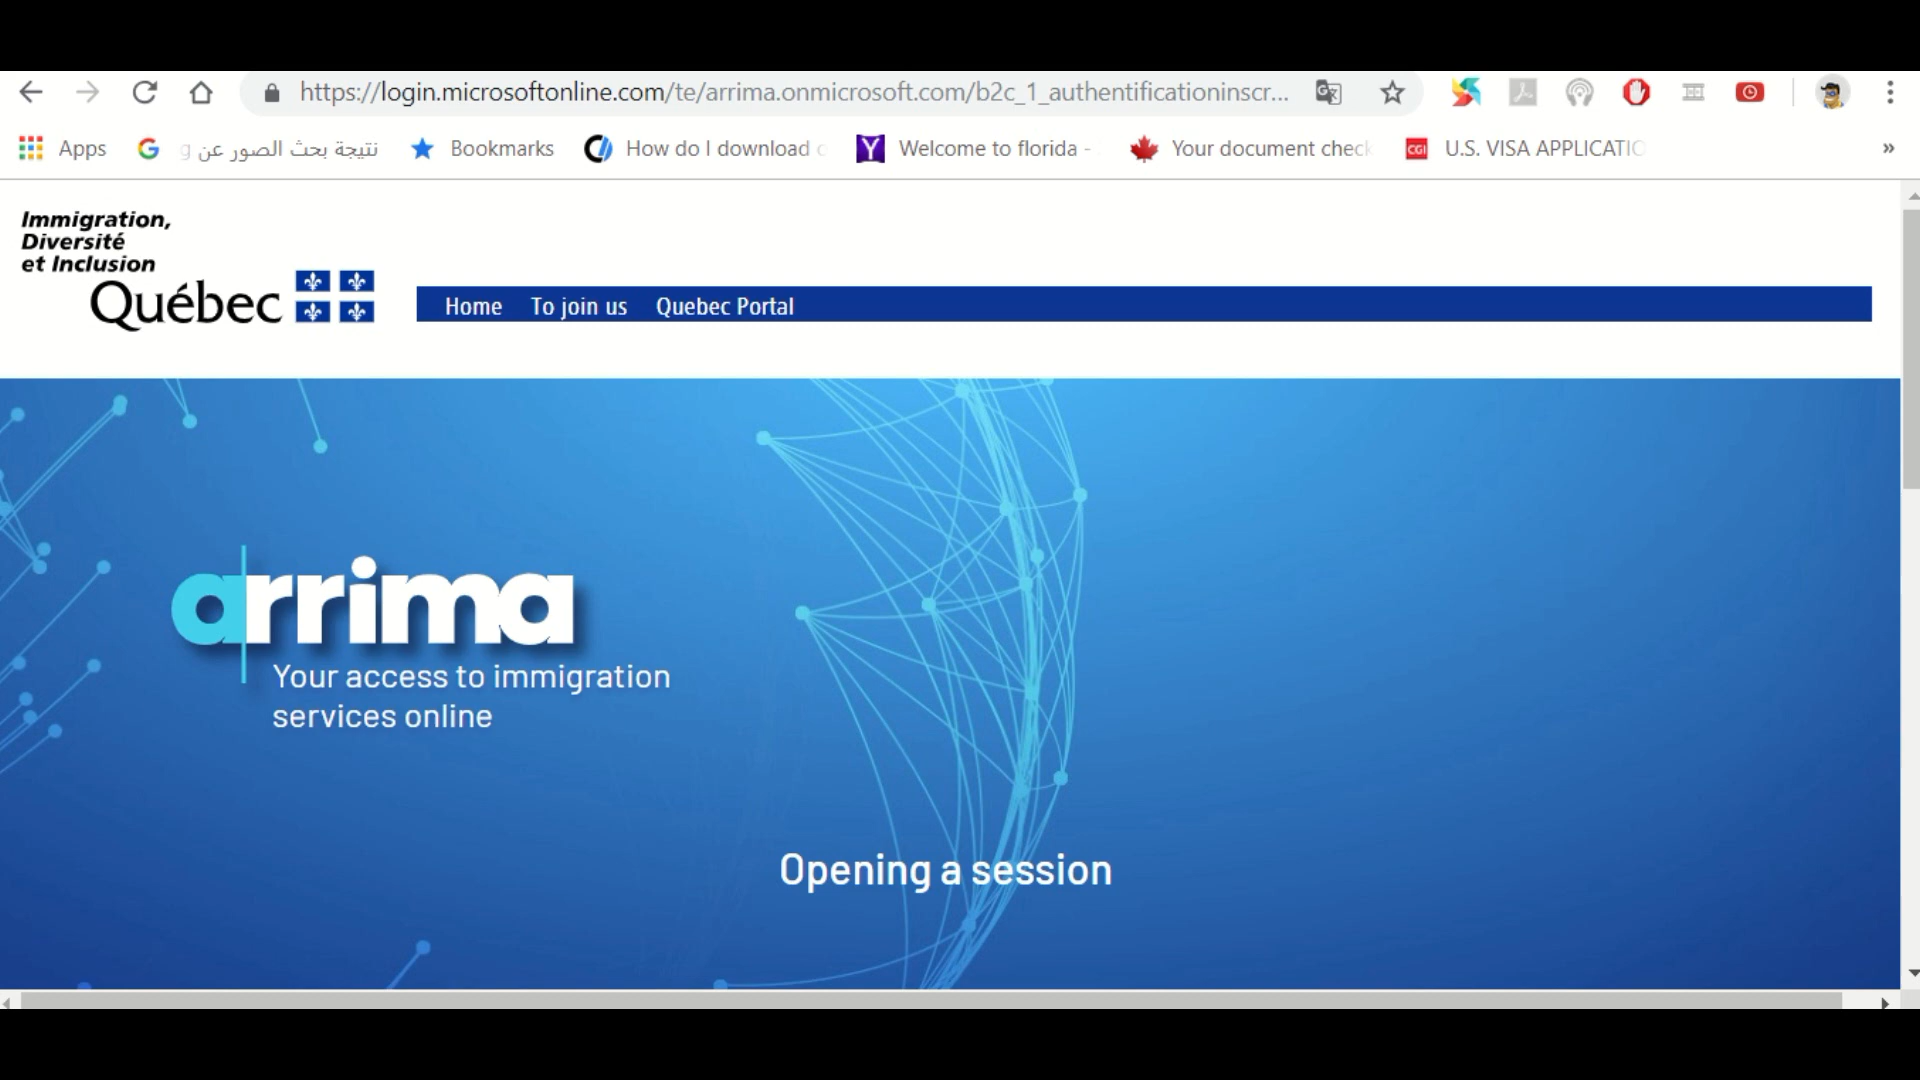 https://login.microsoftonline.com/te/arrima.onmicrosoft.com/b2c_1_authentificationinscr...
Apps
نتيجة بحث الصور عن g
Bookmarks
How do I download
Welcome to florida -
Your document check
U.S. VISA APPLICATIO
»
Immigration,
Diversité
et Inclusion
Québec
Home To join us Quebec Portal
arrima
Your access to immigration
services online
Opening a session